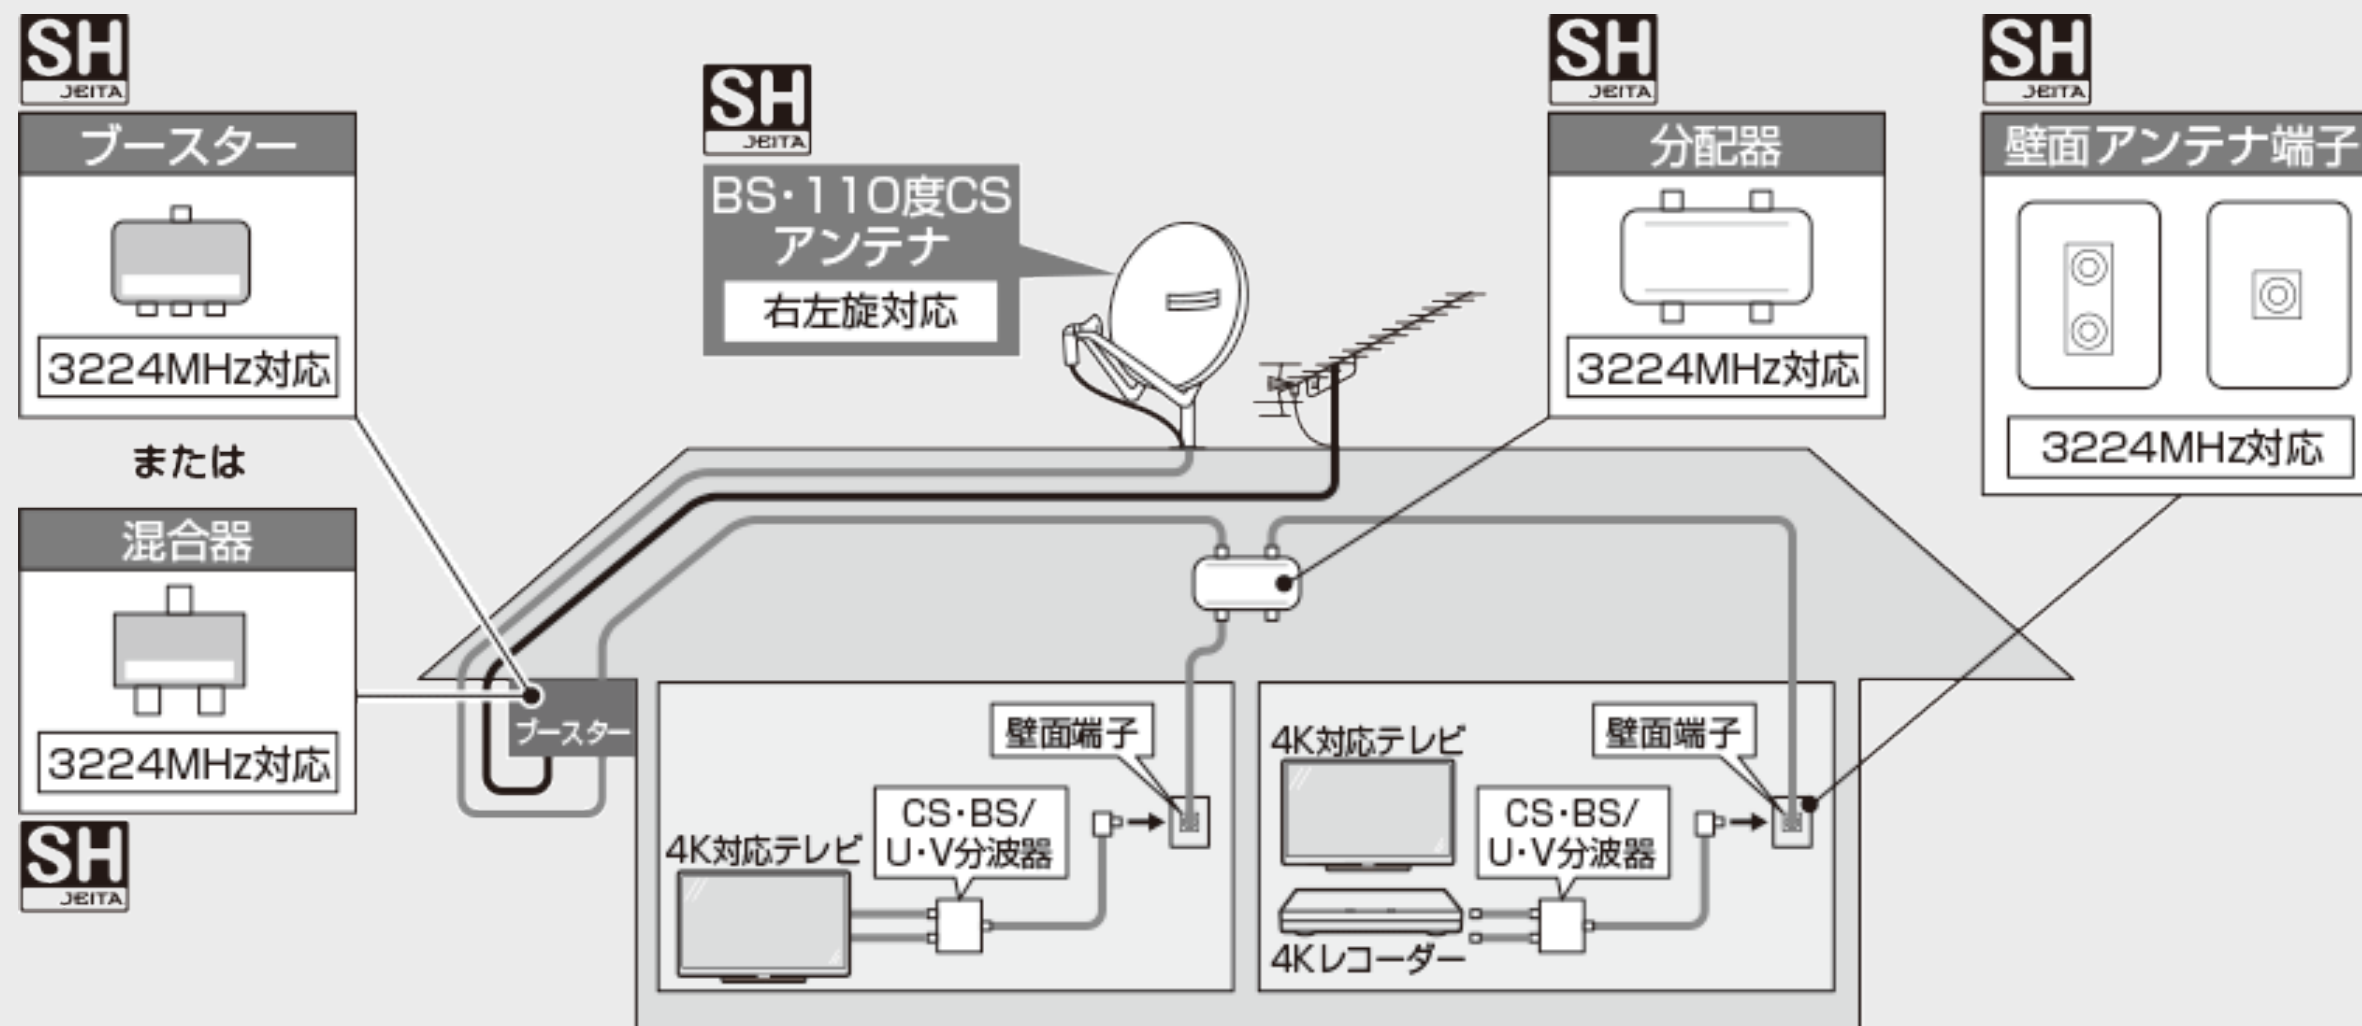 SH
JEITA
ブースター
3224MHz対応
または
混合器
3224MHz対応
SH
JEITA
SH
JEITA
BS·110度CS
アンテナ
右左旋対応
SH
JEITA
分配器
3224MHz対応
SH
JEITA
壁面アンテナ端子
3224MHz対応
ブースター
壁面端子
CS·BS/
U·V分波器
4K対応テレビ
壁面端子
4K対応テレビ
CS·BS/
U·V分波器
4Kレコーダー